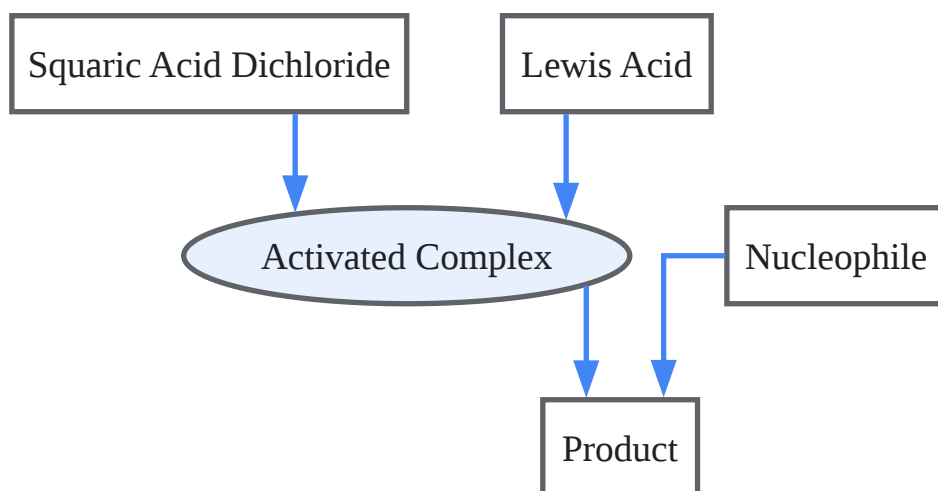 Squaric Acid Dichloride
Lewis Acid
Activated Complex
Nucleophile
Product